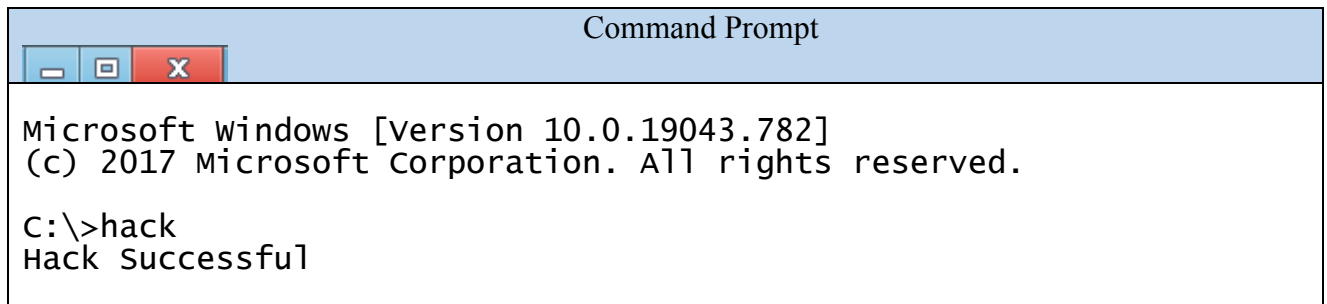 Command Prompt
X
Microsoft Windows [Version 10.0.19043.782]
(c) 2017 Microsoft Corporation. All rights reserved.
C:\>hack
Hack Successful